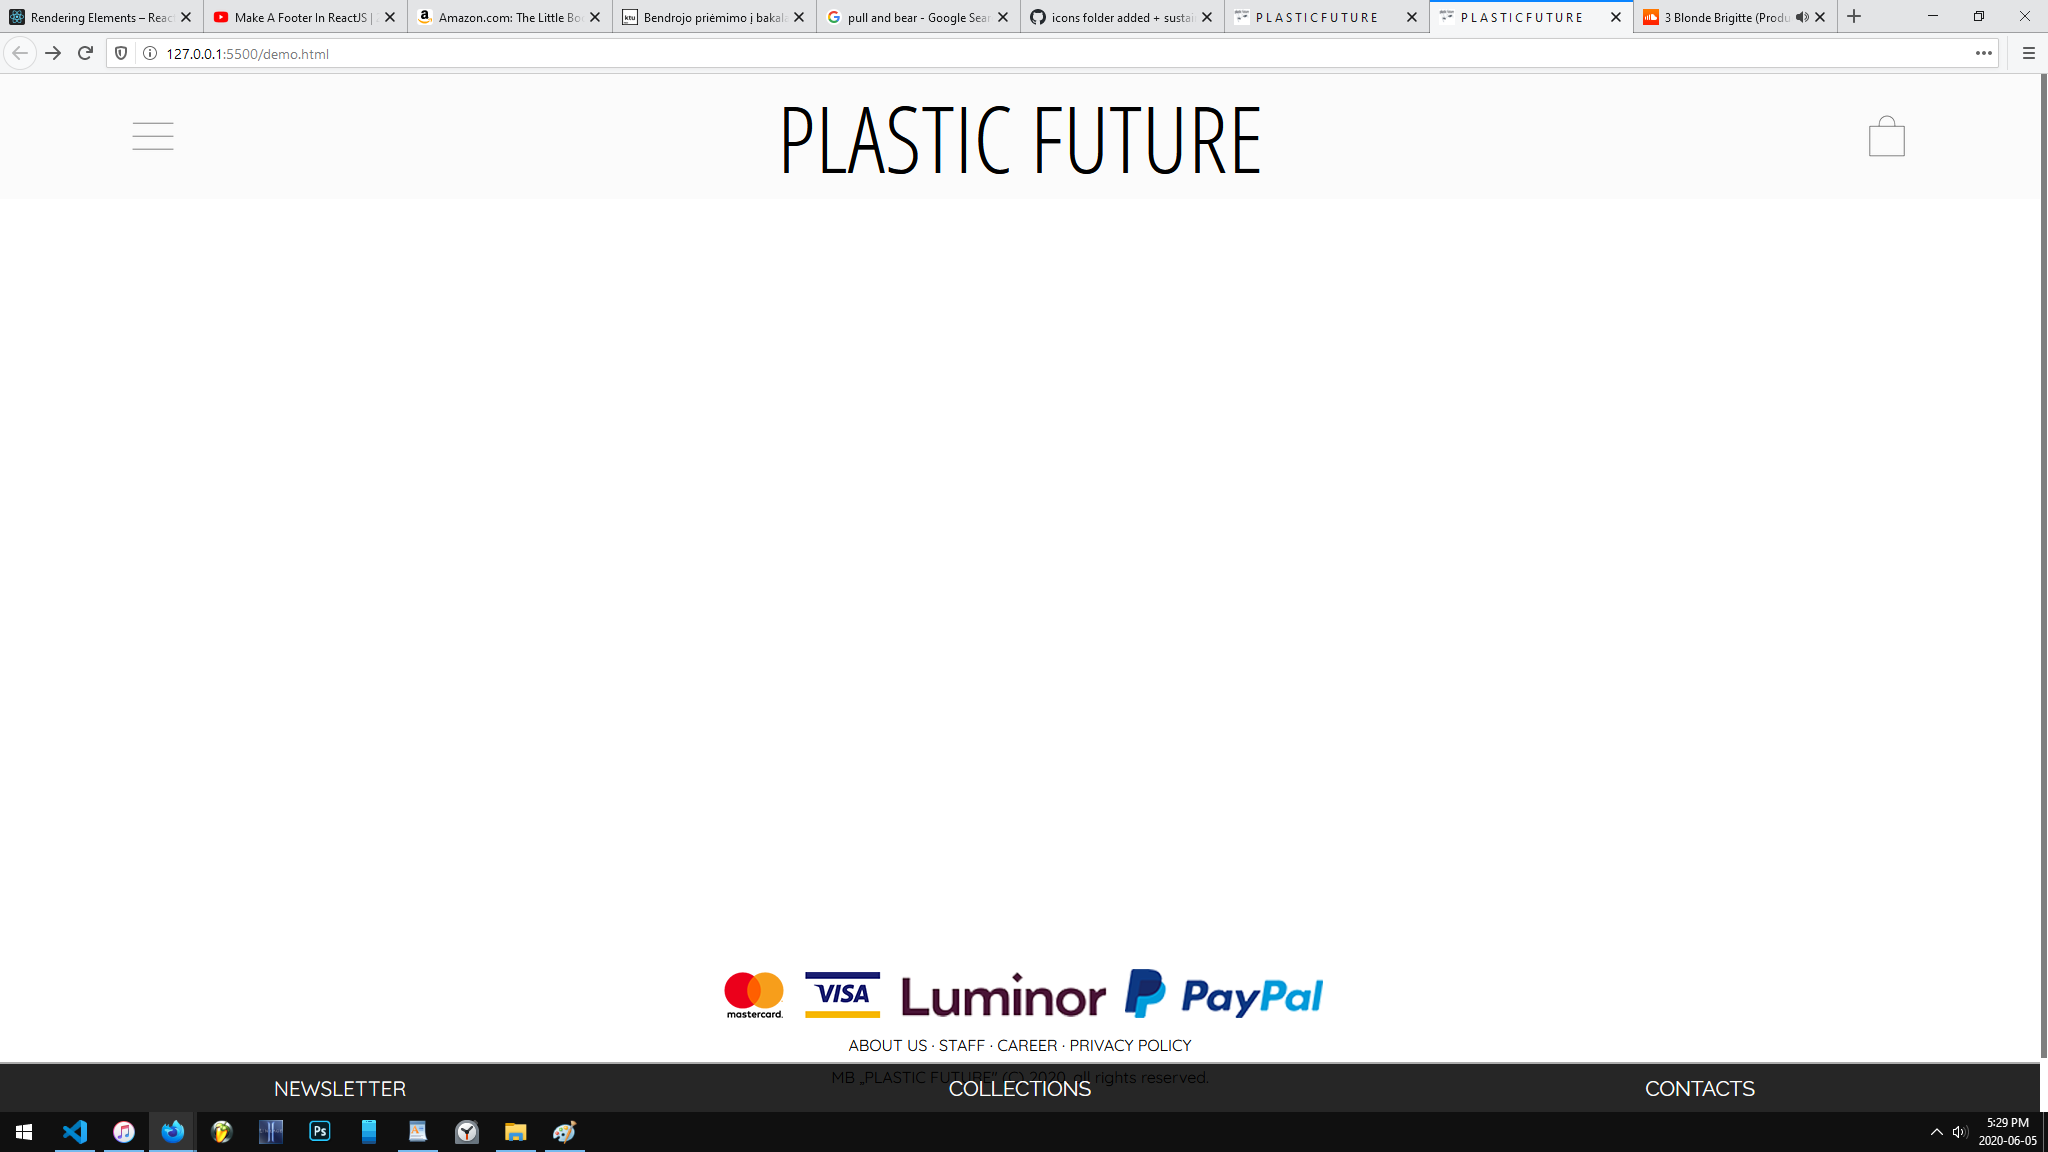 Rendering Elements – Reac
Make A Footer In ReactJS |
Amazon.com: The Little Bo
ktu
Bendrojo priėmimo į bakala
pull and bear - Google Sear
icons folder added + sustai
P L A S T I C F U T U R E
P L A S T I C F U T U R E
3 Blonde Brigitte (Produ
127.0.0.1:5500/demo.html
PLASTIC FUTURE
mastercard.
VISA
Luminor
PayPal
ABOUT US · STAFF · CAREER · PRIVACY POLICY
MB „PLASTIC FUTURE” (C) 2020, all rights reserved.
NEWSLETTER
COLLECTIONS
CONTACTS
Ps
5:29 PM
2020-06-05